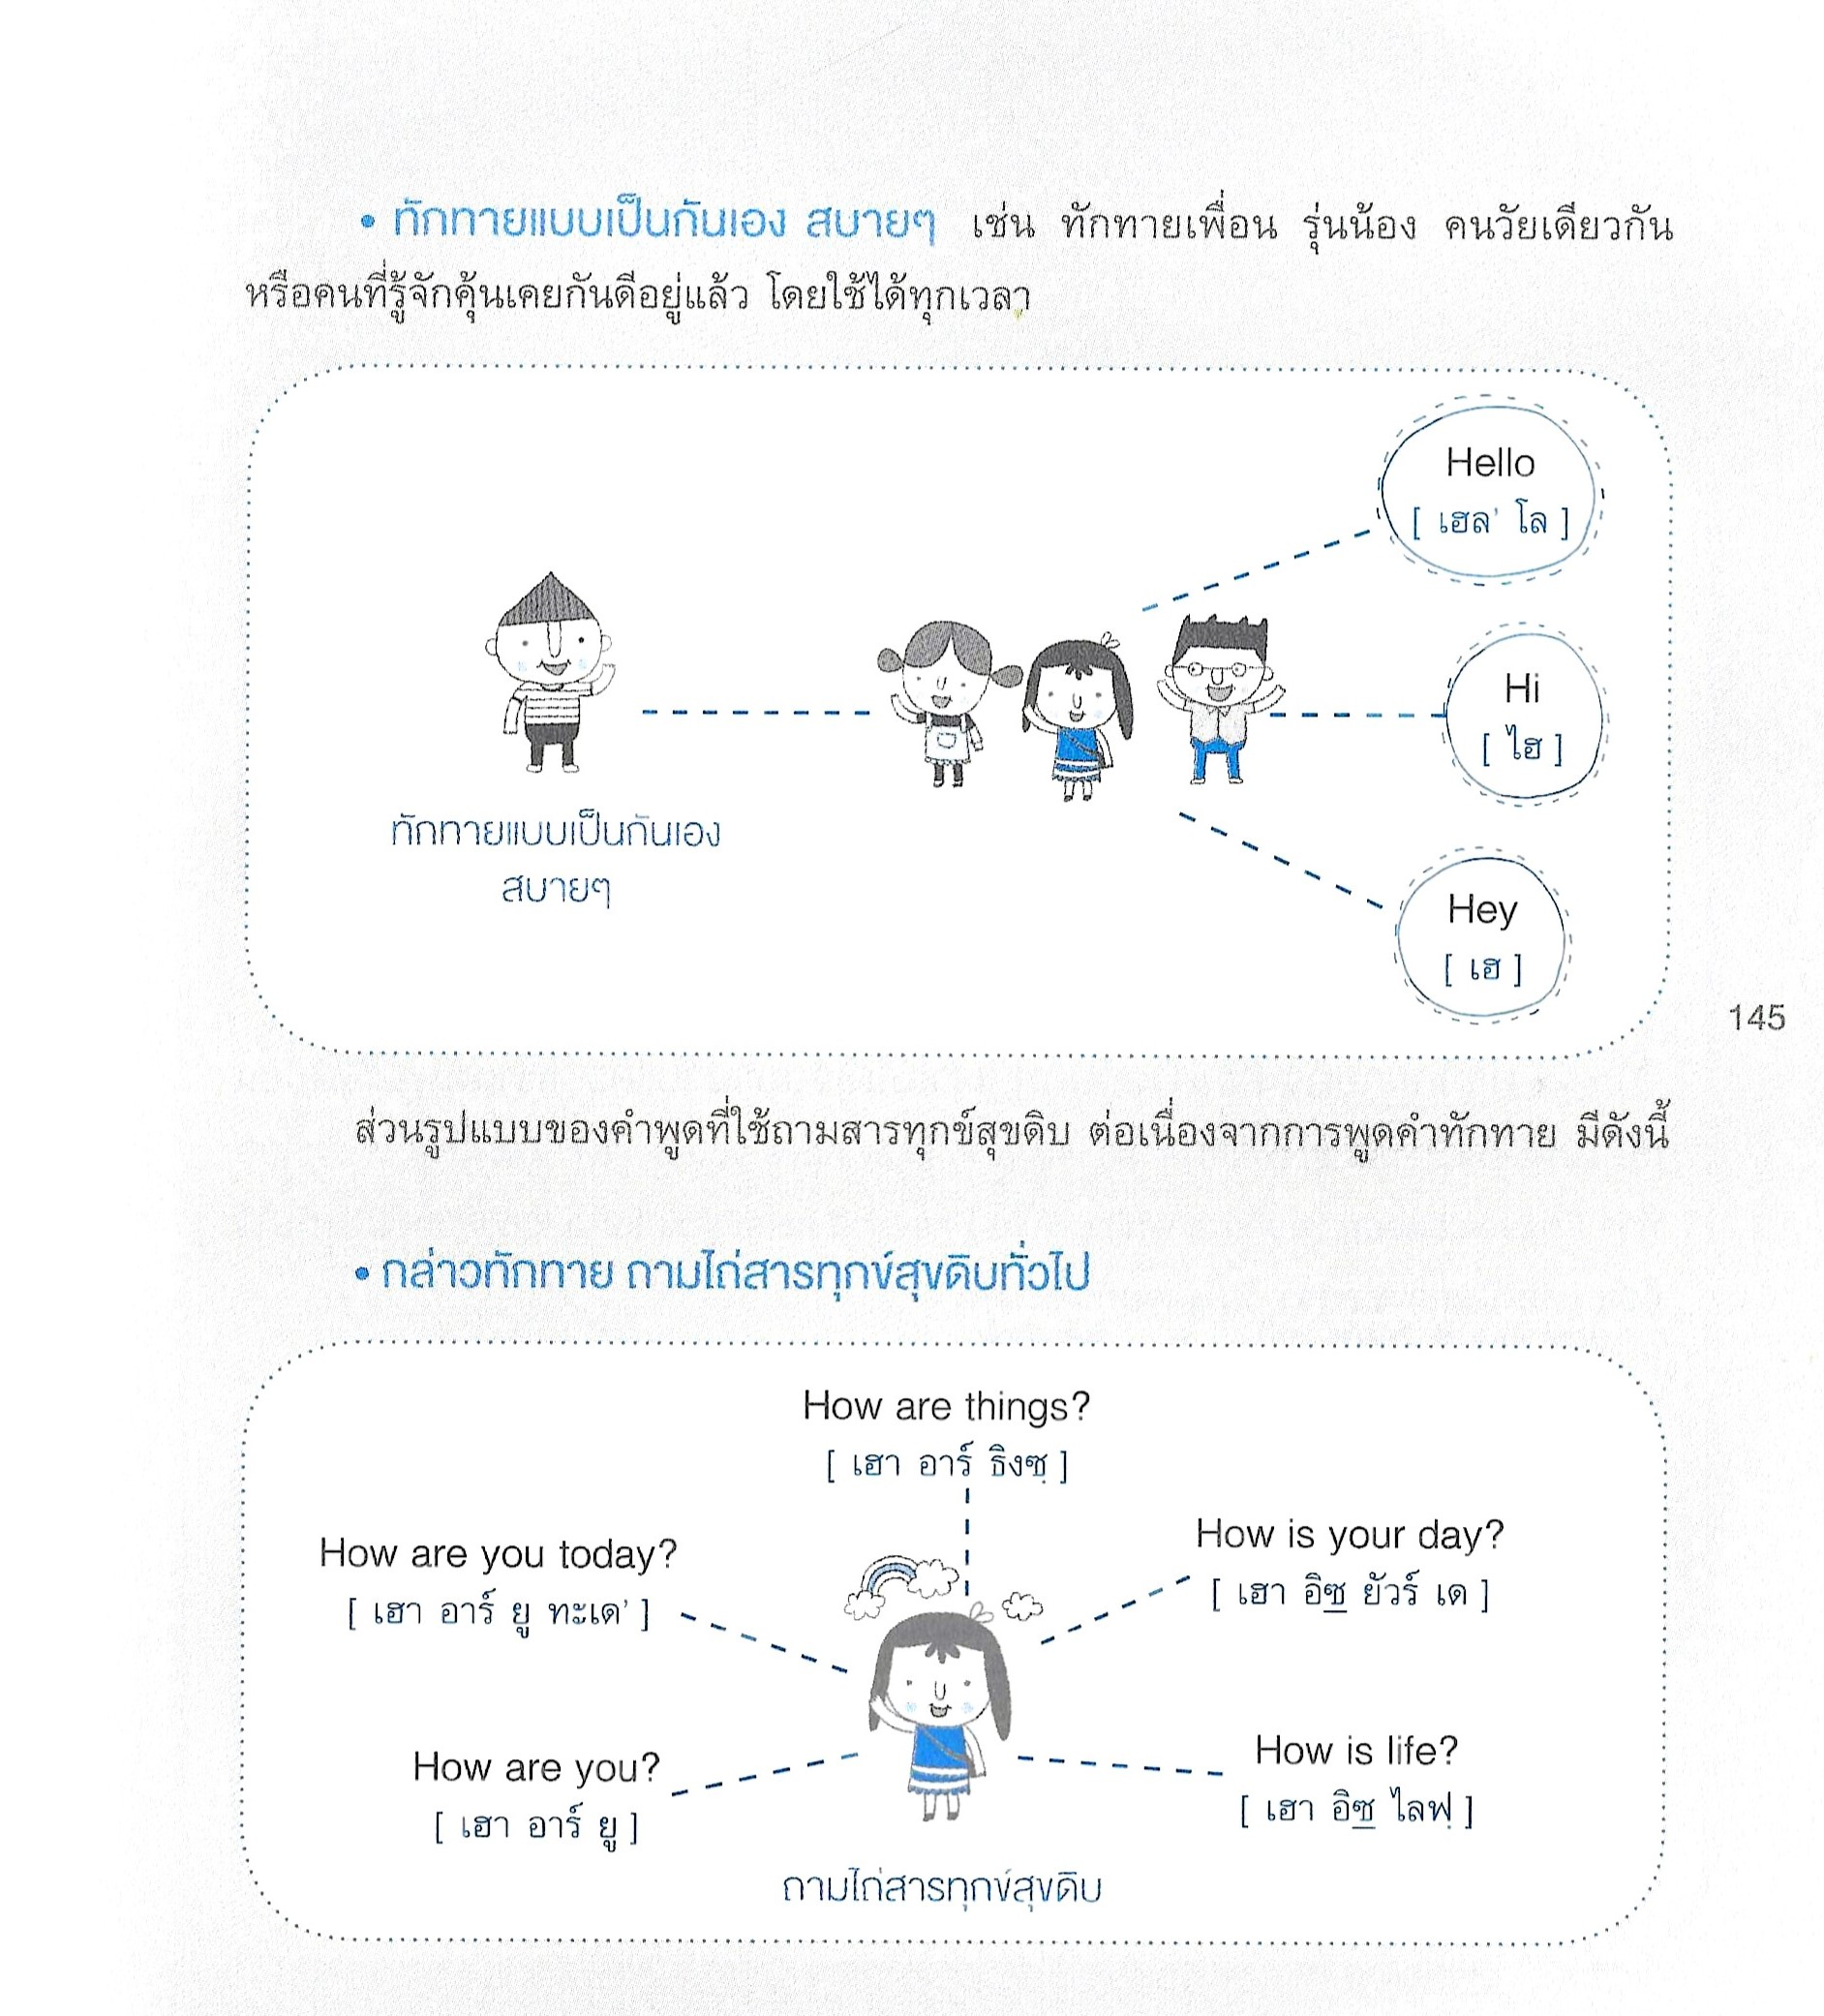 • ทักทายแบบเป็นกันเอง สบายๆ เช่น ทักทายเพื่อน รุ่นน้อง คนวัยเดียวกัน
หรือคนที่รู้จักคุ้นเคยกันดีอยู่แล้ว โดยใช้ได้ทุกเวลา
Hello
[ เฮล' โล ]
Hi
[ ไฮ ]
ทักทายแบบเป็นกันเอง
สบายๆ
Hey
[ เฮ ]
145
ส่วนรูปแบบของคำพูดที่ใช้ถามสารทุกข์สุขดิบ ต่อเนื่องจากการพูดคำทักทาย มีดังนี้
• กล่าวทักทาย ถามไถ่สารทุกข์สุขดิบทั่วไป
How are things?
[ เฮา อาร์ ธิงซฺ ]
How are you today?
[ เฮา อาร์ ยู ทะเด' ]
How is your day?
[ เฮา อิซ ยัวร์ เด ]
How are you?
[ เฮา อาร์ ยู ]
How is life?
[ เฮา อิซ ไลฟฺ ]
ถามไถ่สารทุกข์สุขดิบ